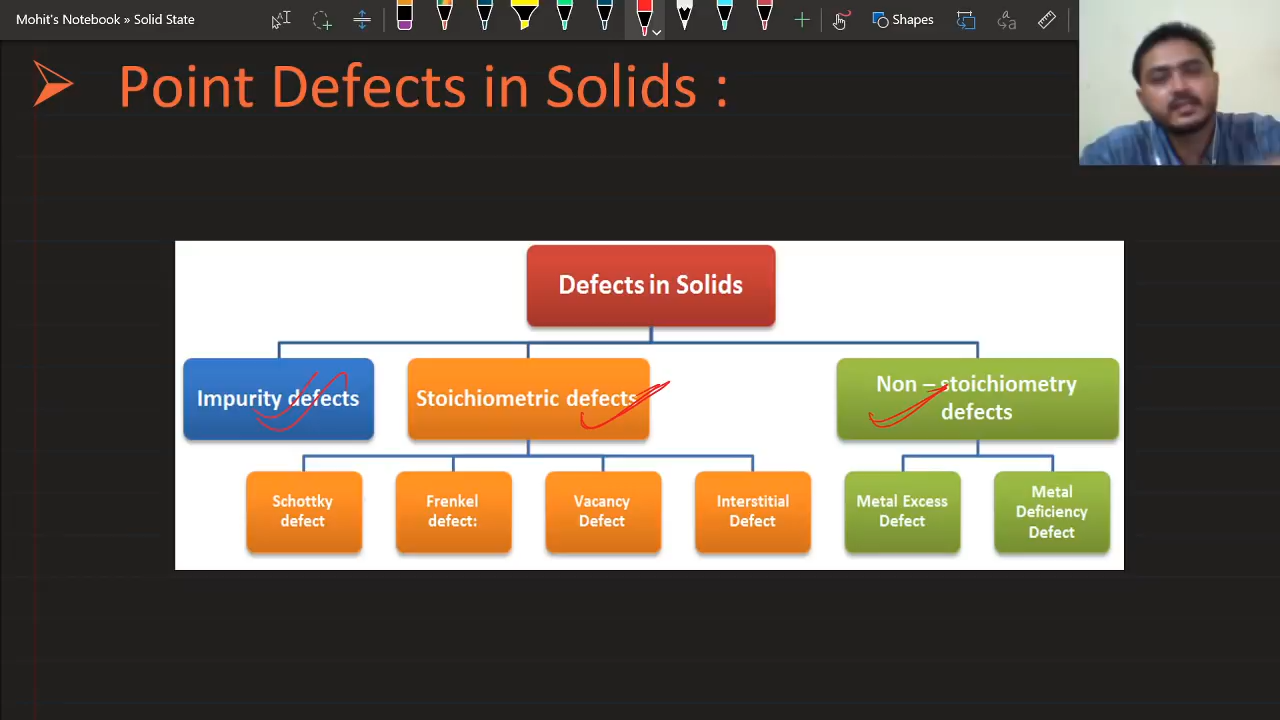 Mohit's Notebook » Solid State
Shapes
Point Defects in Solids :
Defects in Solids
Impurity defects
Stoichiometric defects
Non – stoichiometry
defects
Schottky
defect
Frenkel
defect:
Vacancy
Defect
Interstitial
Defect
Metal Excess
Defect
Metal
Deficiency
Defect